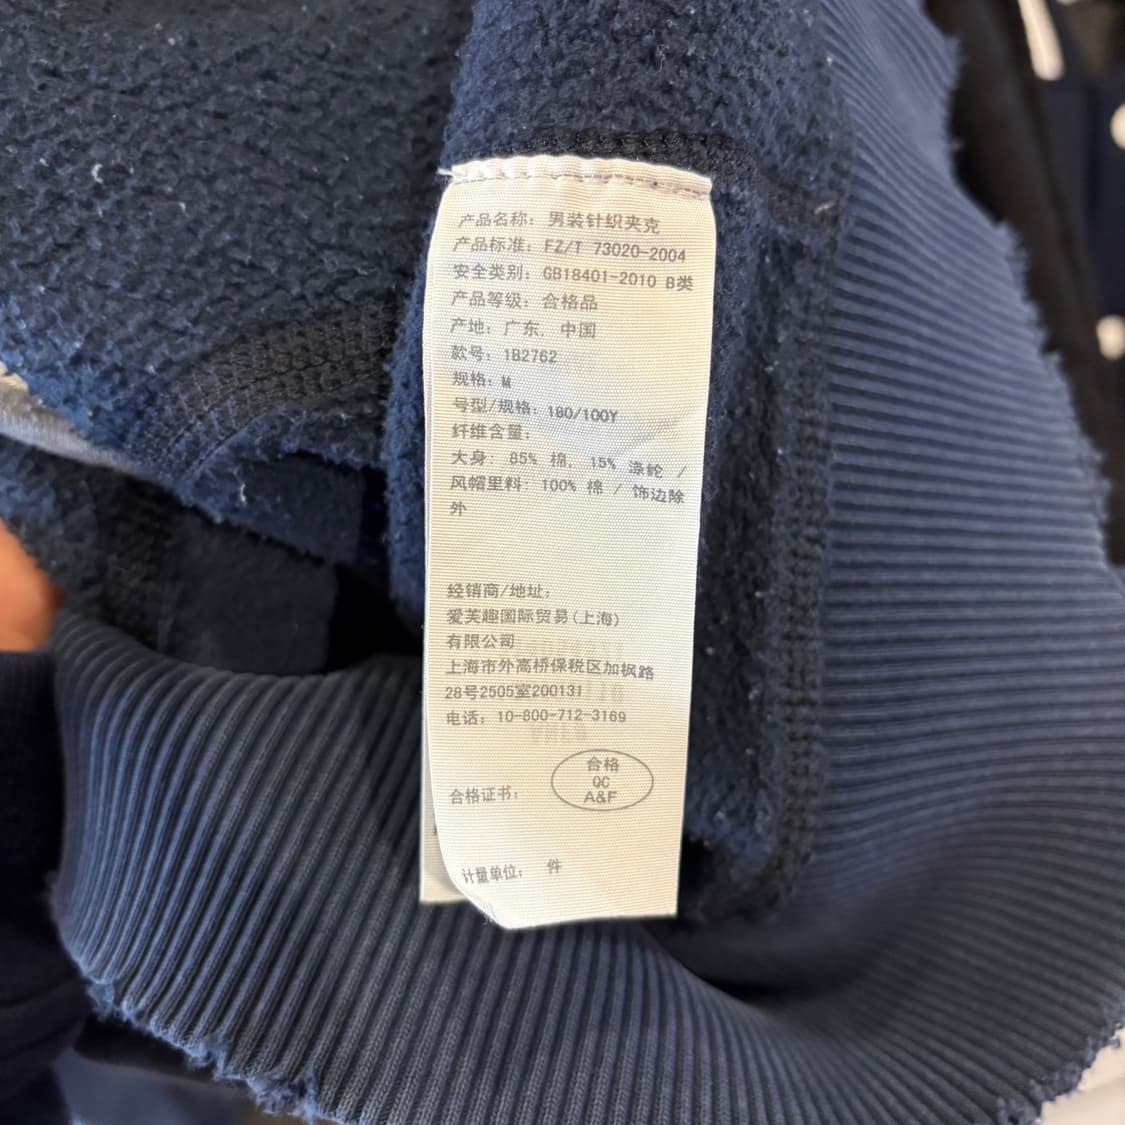 产品名称: 男装针织夹克
产品标准: FZ/T 73020-2004
安全类别: GB18401-2010 B类
产品等级: 合格品
产地: 广东, 中国
款号: 1B2762
规格: M
号型/规格: 180/100Y
纤维含量:
大身: 85% 棉, 15% 涤纶 /
风帽里料: 100% 棉 / 饰边除
外
经销商/地址:
爱芙趣国际贸易(上海)
有限公司
上海市外高桥保税区加枫路
28号2505室200131
电话: 10-800-712-3169
合格
QC
A&F
合格证书:
计量单位: 件